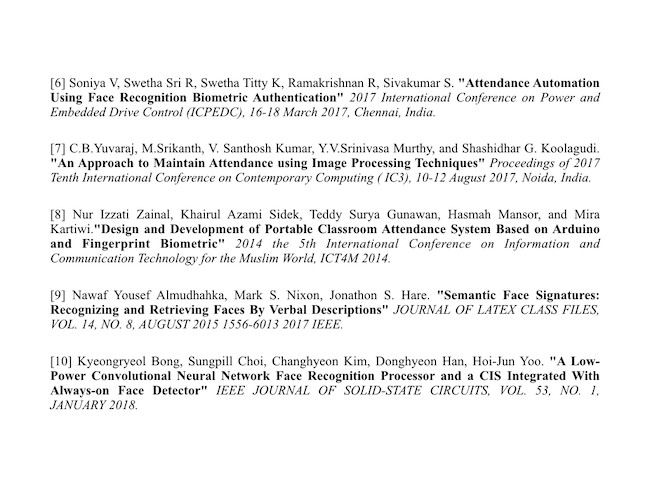 [6] Soniya V, Swetha Sri R, Swetha Titty K, Ramakrishnan R, Sivakumar S. "Attendance Automation
Using Face Recognition Biometric Authentication" 2017 International Conference on Power and
Embedded Drive Control (ICPEDC), 16-18 March 2017, Chennai, India.
[7] C.B.Yuvaraj, M.Srikanth, V. Santhosh Kumar, Y.V.Srinivasa Murthy, and Shashidhar G. Koolagudi.
"An Approach to Maintain Attendance using Image Processing Techniques" Proceedings of 2017
Tenth International Conference on Contemporary Computing ( IC3), 10-12 August 2017, Noida, India.
[8] Nur Izzati Zainal, Khairul Azami Sidek, Teddy Surya Gunawan, Hasmah Mansor, and Mira
Kartiwi."Design and Development of Portable Classroom Attendance System Based on Arduino
and Fingerprint Biometric" 2014 the 5th International Conference on Information and
Communication Technology for the Muslim World, ICT4M 2014.
[9] Nawaf Yousef Almudhahka, Mark S. Nixon, Jonathon S. Hare. "Semantic Face Signatures:
Recognizing and Retrieving Faces By Verbal Descriptions" JOURNAL OF LATEX CLASS FILES,
VOL. 14, NO. 8, AUGUST 2015 1556-6013 2017 IEEE.
[10] Kyeongryeol Bong, Sungpill Choi, Changhyeon Kim, Donghyeon Han, Hoi-Jun Yoo. "A Low-
Power Convolutional Neural Network Face Recognition Processor and a CIS Integrated With
Always-on Face Detector" IEEE JOURNAL OF SOLID-STATE CIRCUITS, VOL. 53, NO. 1,
JANUARY 2018.